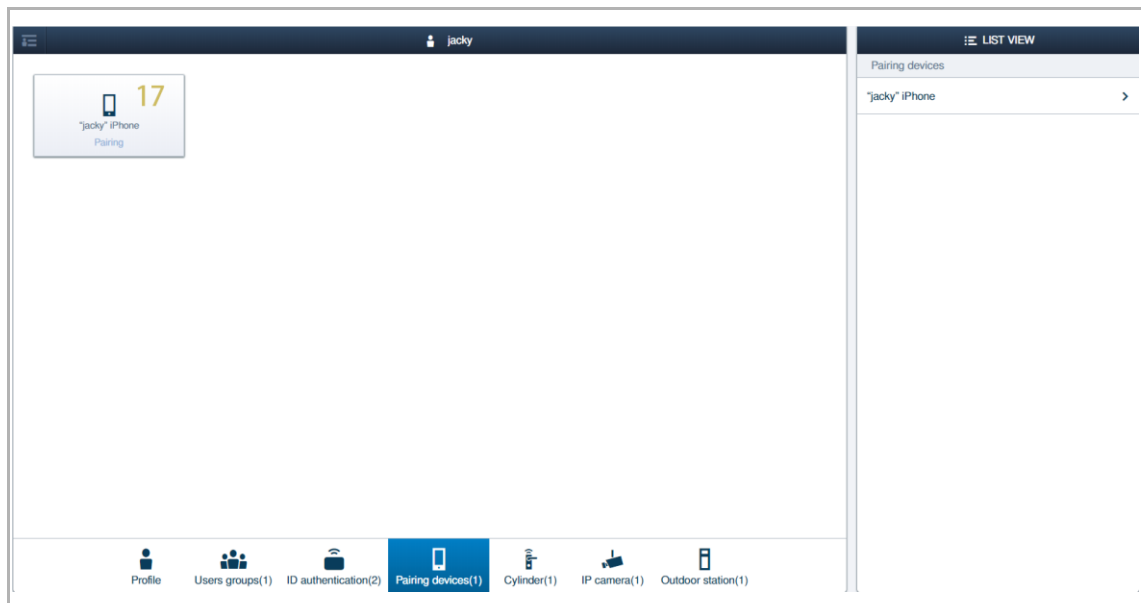 jacky
LIST VIEW
17
"jacky" iPhone
Pairing
Pairing devices
"jacky" iPhone
Profile
Users groups(1)
ID authentication(2)
Pairing devices(1)
Cylinder(1)
IP camera(1)
Outdoor station(1)